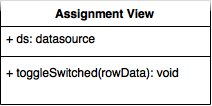 Assignment View
+ ds: datasource
+ toggleSwitched(rowData): void